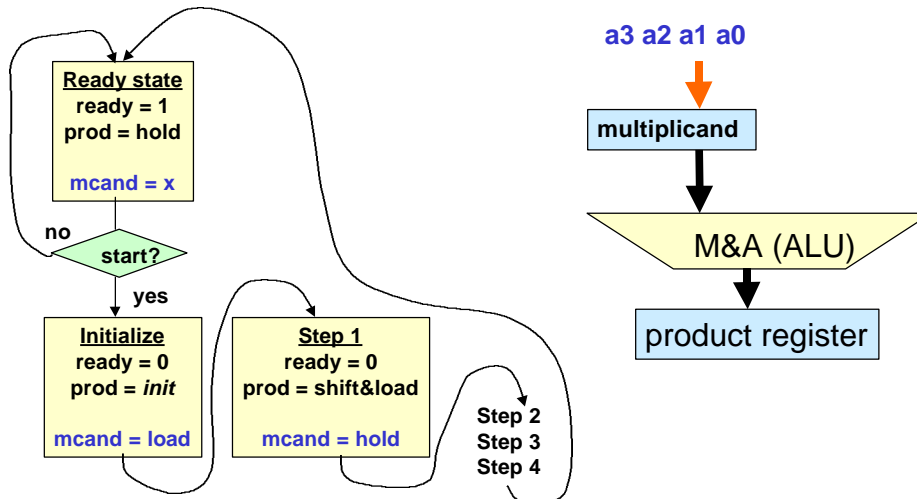 Ready state
ready = 1
prod = hold
mcand = x
no
start?
yes
Initialize
ready = 0
prod = init
mcand = load
Step 1
ready = 0
prod = shift&load
mcand = hold
Step 2
Step 3
Step 4
a3 a2 a1 a0
multiplicand
M&A (ALU)
product register